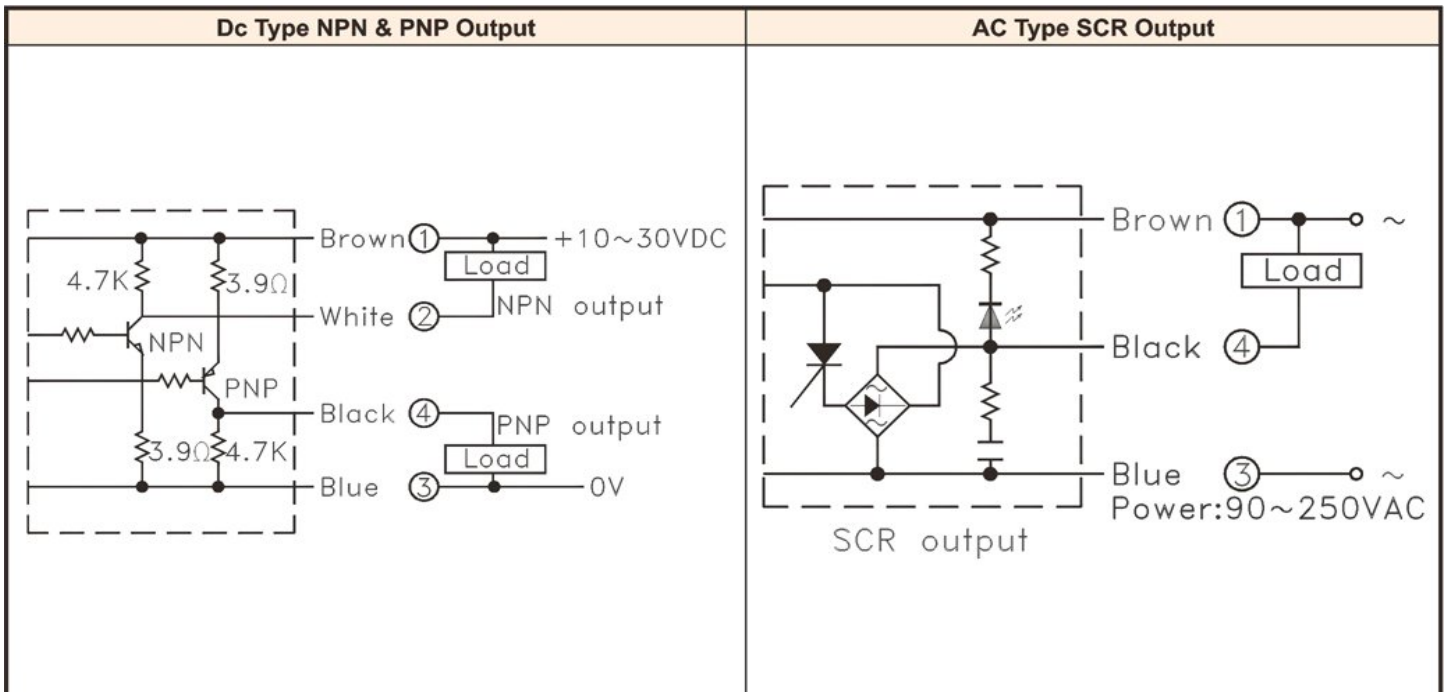 Dc Type NPN & PNP Output
AC Type SCR Output
Brown ① +10~30VDC
4.7K 3.9Ω Load
White ② NPN output
NPN
PNP
Black ④ PNP output
3.9Ω 4.7K Load
Blue ③ 0V
Brown ① ~
Load
Black ④
Blue ③ ~
Power:90~250VAC
SCR output